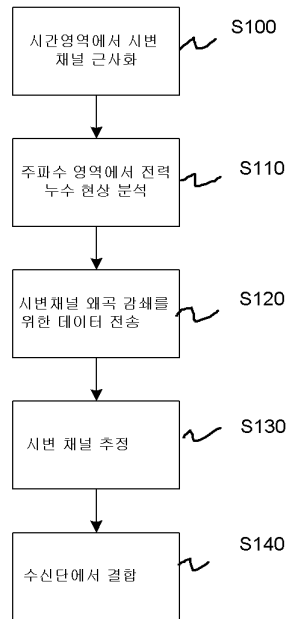 시간영역에서 시변
채널 근사화
S100
주파수 영역에서 전력
누수 현상 분석
S110
시변채널 왜곡 감쇄를
위한 데이터 전송
S120
시변 채널 추정
S130
수신단에서 결합
S140